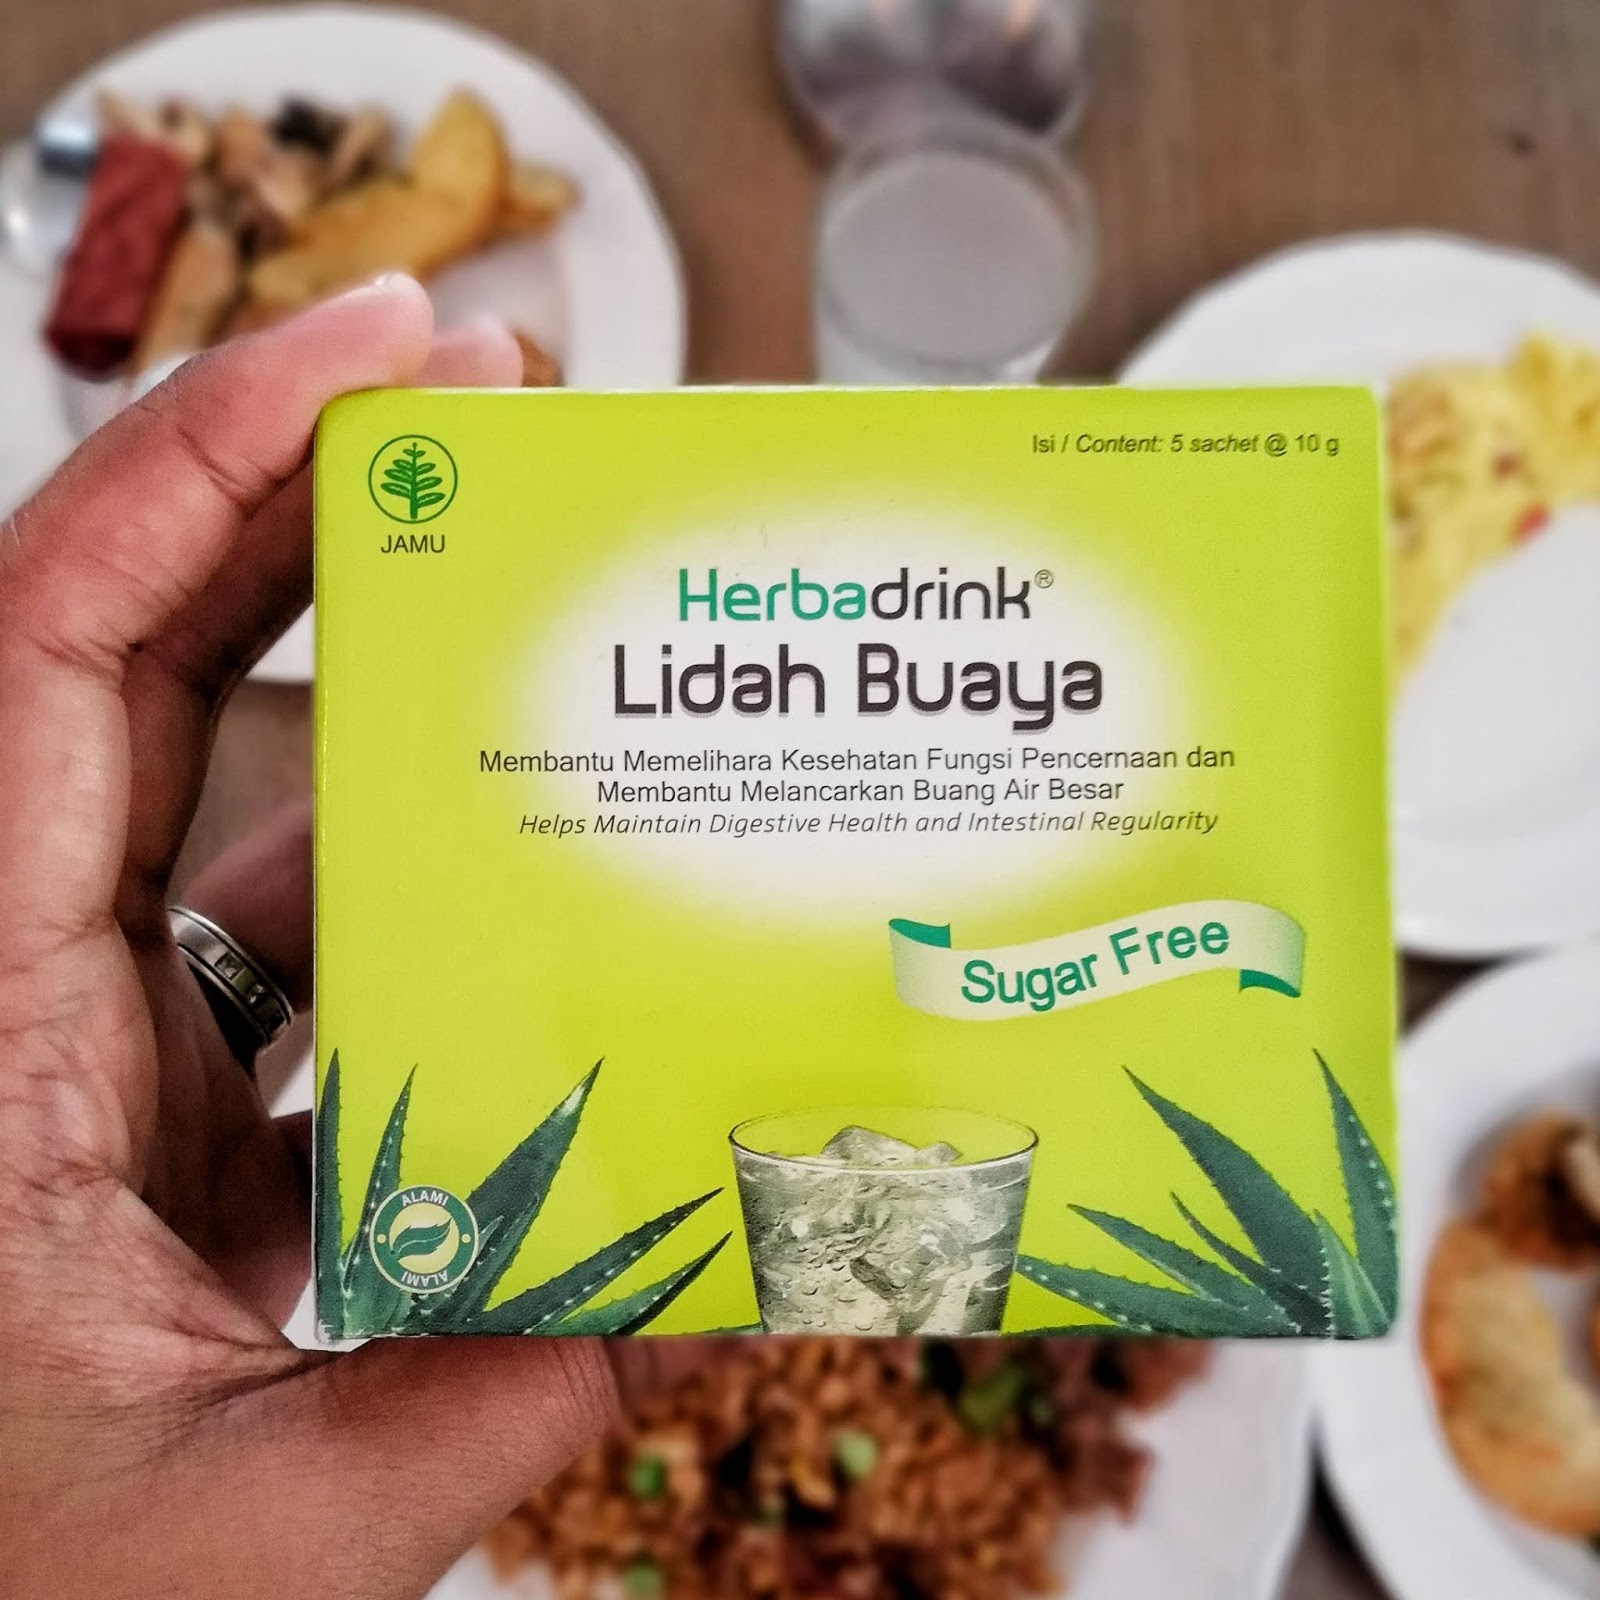 Isi / Content: 5 sachet @ 10 g
JAMU
Herbadrink®
Lidah Buaya
Membantu Memelihara Kesehatan Fungsi Pencernaan dan
Membantu Melancarkan Buang Air Besar
Helps Maintain Digestive Health and Intestinal Regularity
Sugar Free
ALAMI
ALAMI